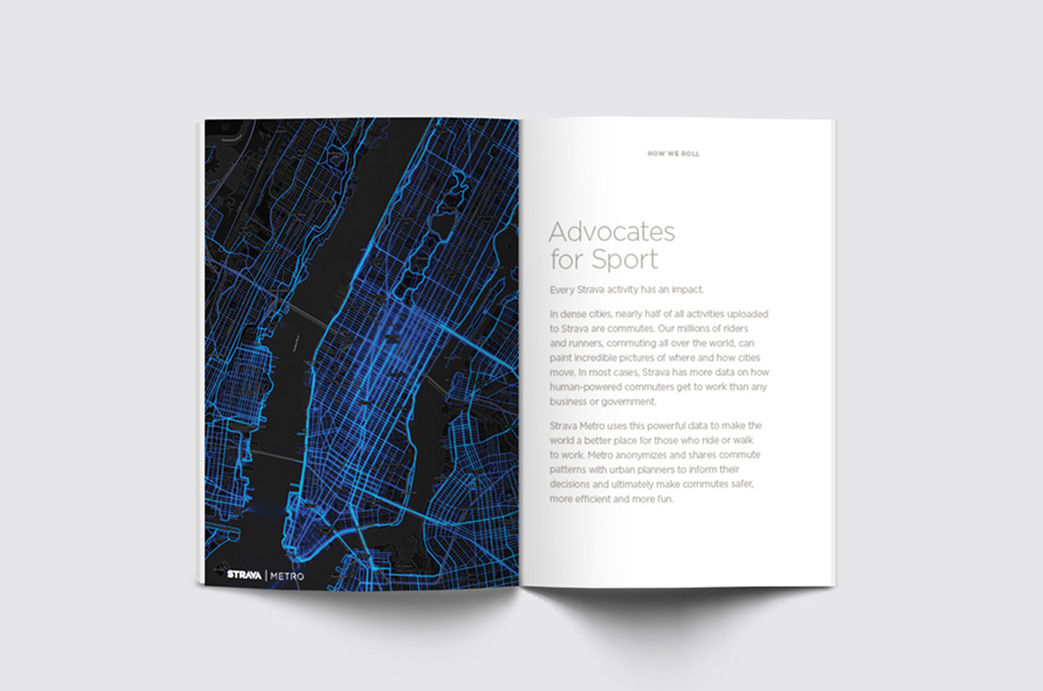 STRAVA | METRO
HOW WE ROLL
Advocates
for Sport
Every Strava activity has an impact.
In dense cities, nearly half of all activities uploaded
to Strava are commutes. Our millions of riders
and runners, commuting all over the world, can
paint incredible pictures of where and how cities
move. In most cases, Strava has more data on how
human-powered commuters get to work than any
business or government.
Strava Metro uses this powerful data to make the
world a better place for those who ride or walk
to work. Metro anonymizes and shares commute
patterns with urban planners to inform their
decisions and ultimately make commutes safer,
more efficient and more fun.